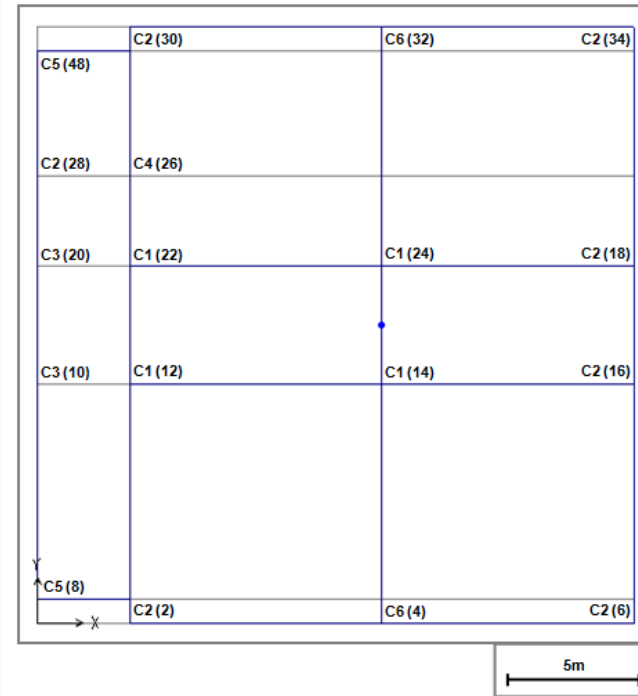 C2 (30) C6 (32) C2 (34)
C5 (48)
C2 (28) C4 (26)
C3 (20) C1 (22) C1 (24) C2 (18)
C3 (10) C1 (12) C1 (14) C2 (16)
Y
C5 (8)
X C2 (2) C6 (4) C2 (6)
5m